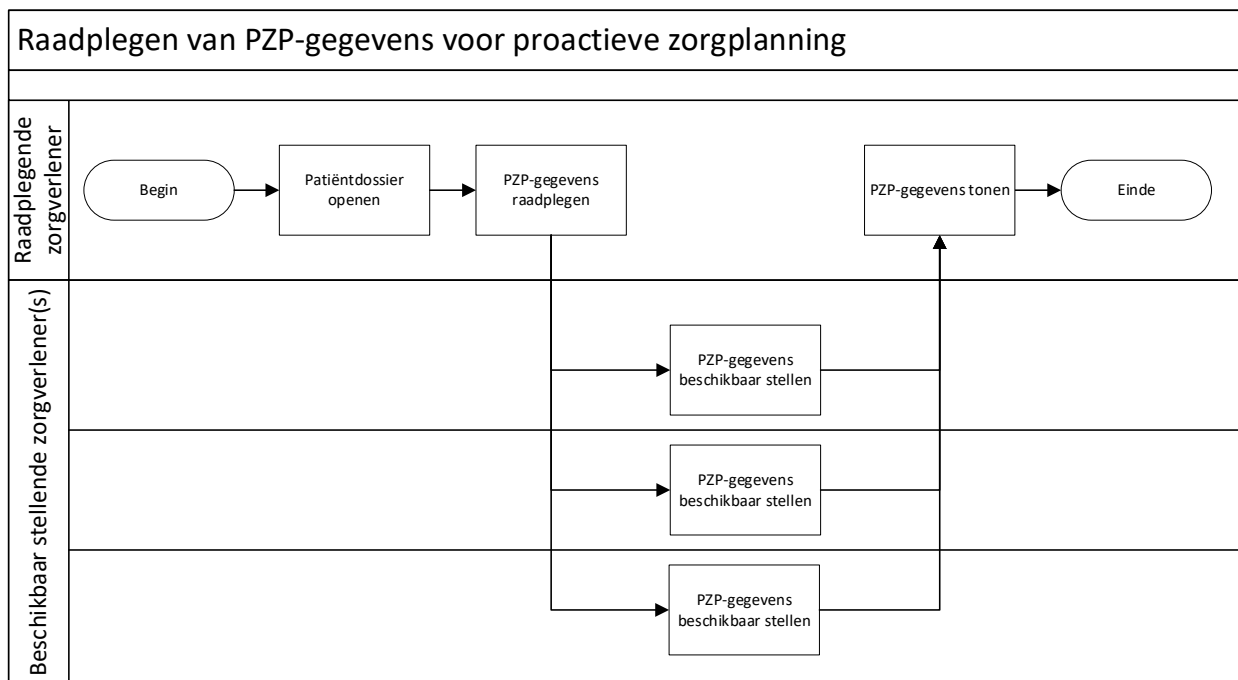 Raadplegen van PZP-gegevens voor proactieve zorgplanning
Raadplegende
zorgverlener
Begin
Patiëntdossier
openen
PZP-gegevens
raadplegen
PZP-gegevens tonen
Einde
Beschikbaar stellende zorgverlener(s)
PZP-gegevens
beschikbaar stellen
PZP-gegevens
beschikbaar stellen
PZP-gegevens
beschikbaar stellen